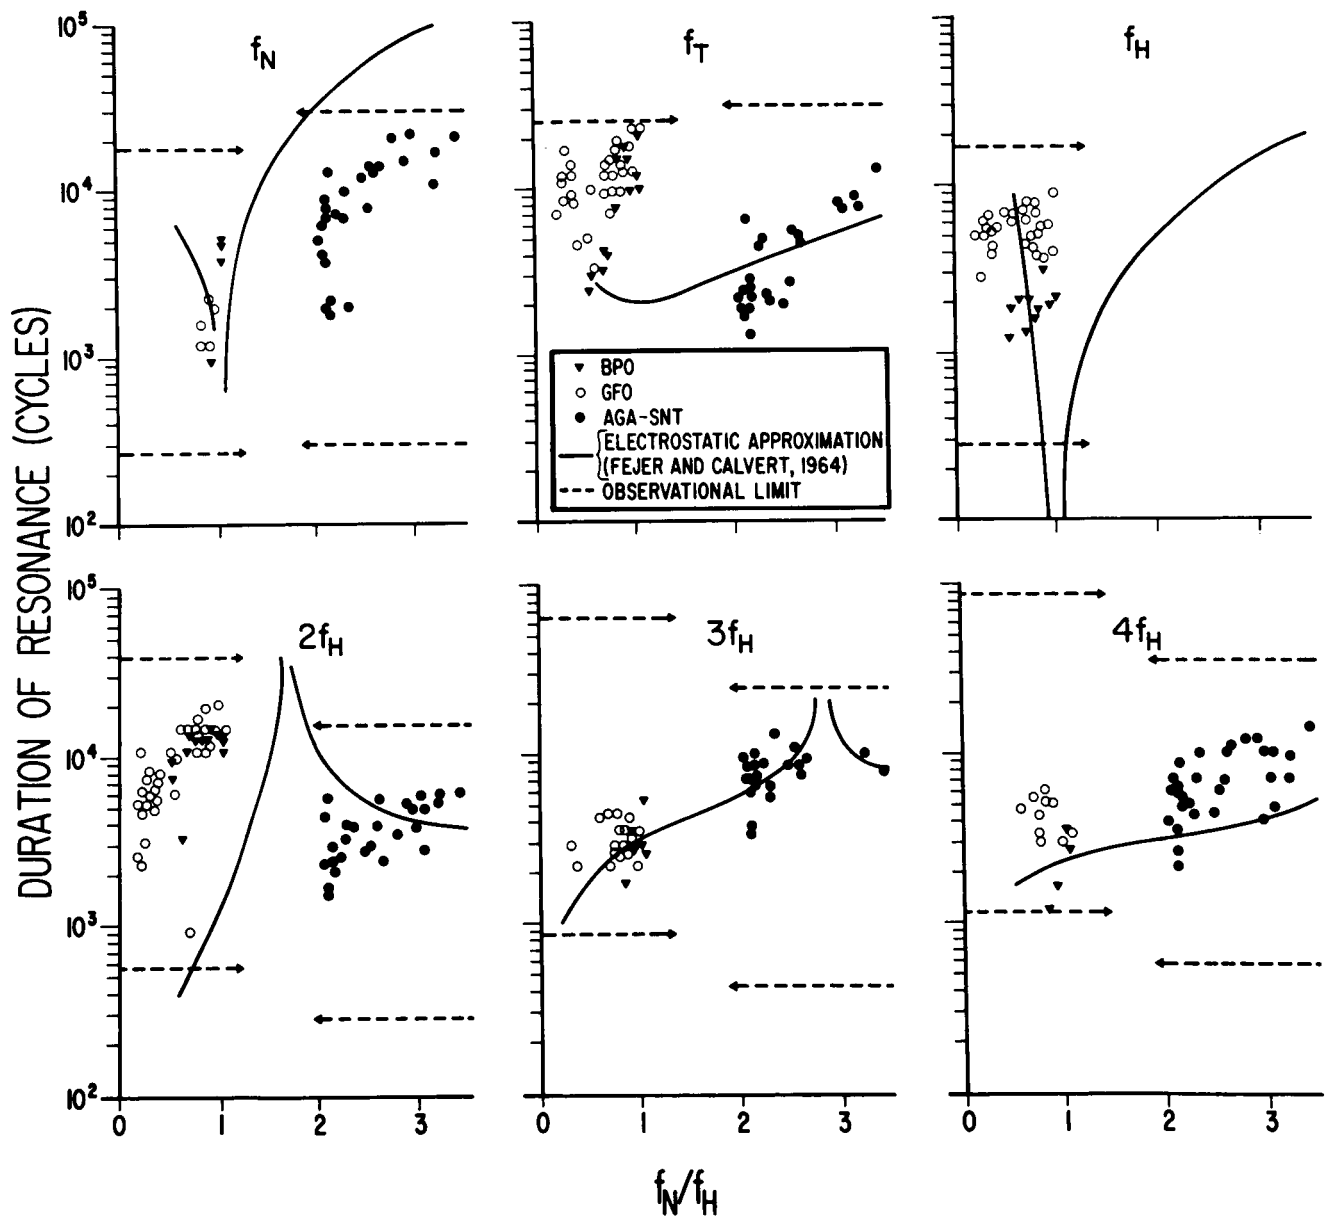 DURATION OF RESONANCE (CYCLES)
10⁵
10⁴
10³
10²
f_N
f_T
f_H
BPO
GFO
AGA-SNT
ELECTROSTATIC APPROXIMATION
(FEJER AND CALVERT, 1964)
OBSERVATIONAL LIMIT
10⁵
10⁴
10³
10²
2f_H
3f_H
4f_H
0 1 2 3
0 1 2 3
0 1 2 3
f_N/f_H